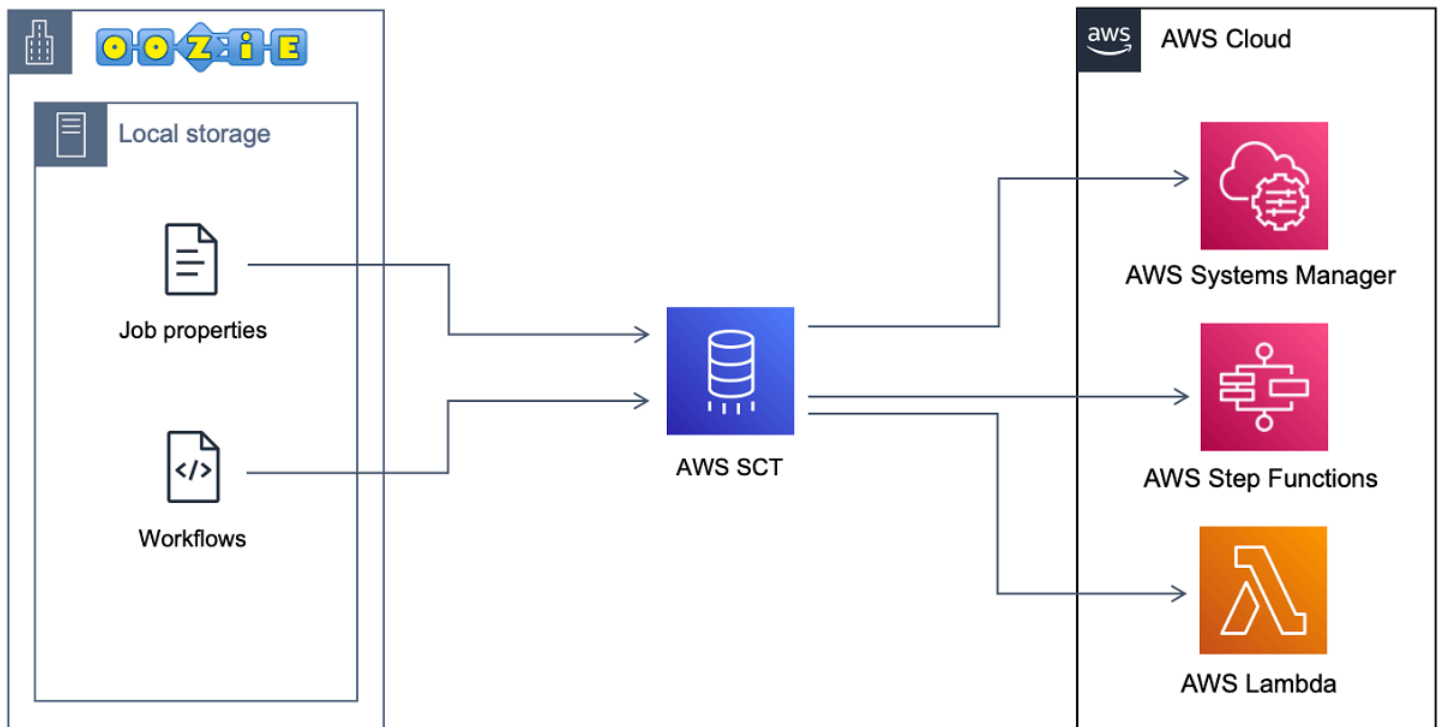 OOZiE
aws
AWS Cloud
Local storage
Job properties
</>
Workflows
AWS SCT
AWS Systems Manager
AWS Step Functions
AWS Lambda